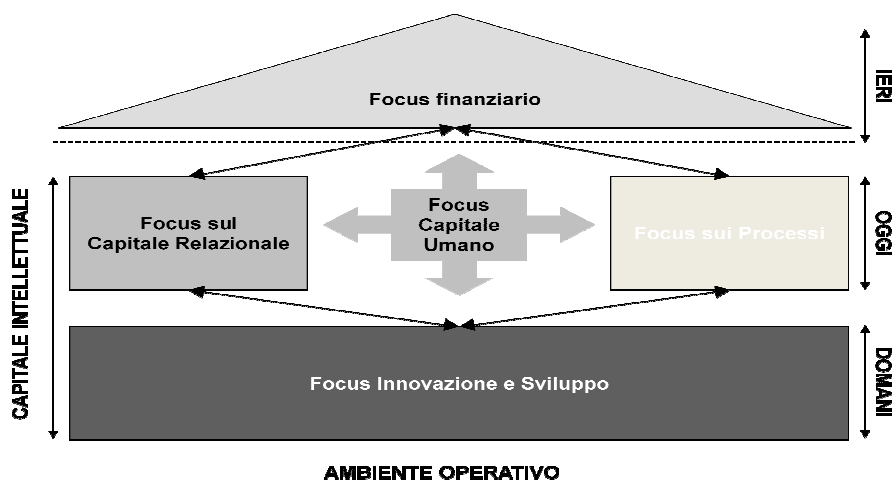 Focus finanziario
IERI
Focus sul
Capitale Relazionale
Focus
Capitale
Umano
Focus sui Processi
OGGI
CAPITALE INTELLETTUALE
Focus Innovazione e Sviluppo
DOMANI
AMBIENTE OPERATIVO